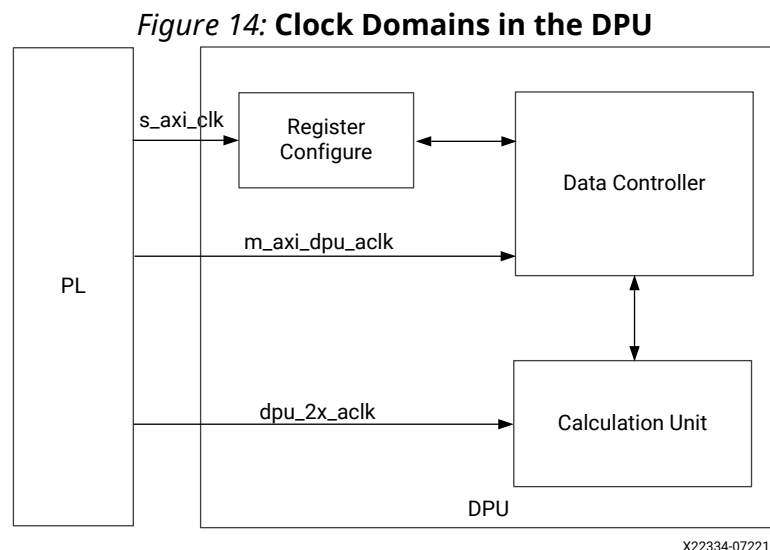 Figure 14: Clock Domains in the DPU
s_axi_clk
Register
Configure
Data Controller
m_axi_dpu_aclk
PL
dpu_2x_aclk
Calculation Unit
DPU
X22334-07221